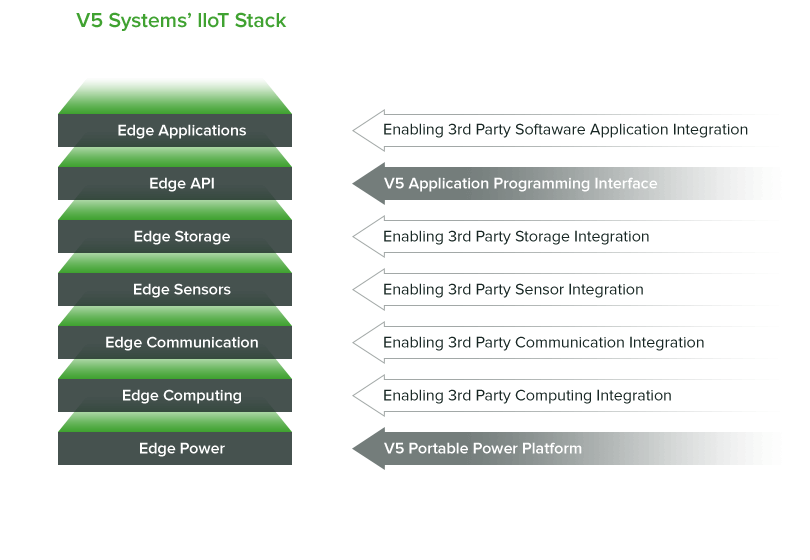 V5 Systems’ IIoT Stack
Edge Applications
Enabling 3rd Party Softaware Application Integration
Edge API
V5 Application Programming Interface
Edge Storage
Enabling 3rd Party Storage Integration
Edge Sensors
Enabling 3rd Party Sensor Integration
Edge Communication
Enabling 3rd Party Communication Integration
Edge Computing
Enabling 3rd Party Computing Integration
Edge Power
V5 Portable Power Platform